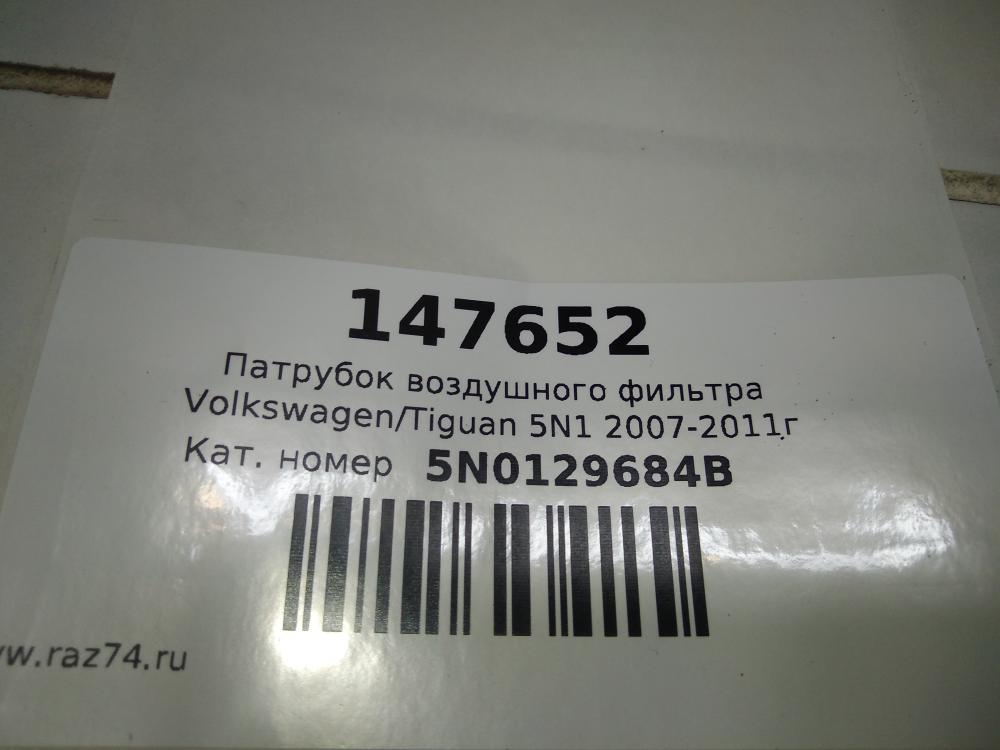 147652
Патрубок воздушного фильтра
Volkswagen/Tiguan 5N1 2007-2011г
Кат. номер 5N0129684B
w.raz74.ru